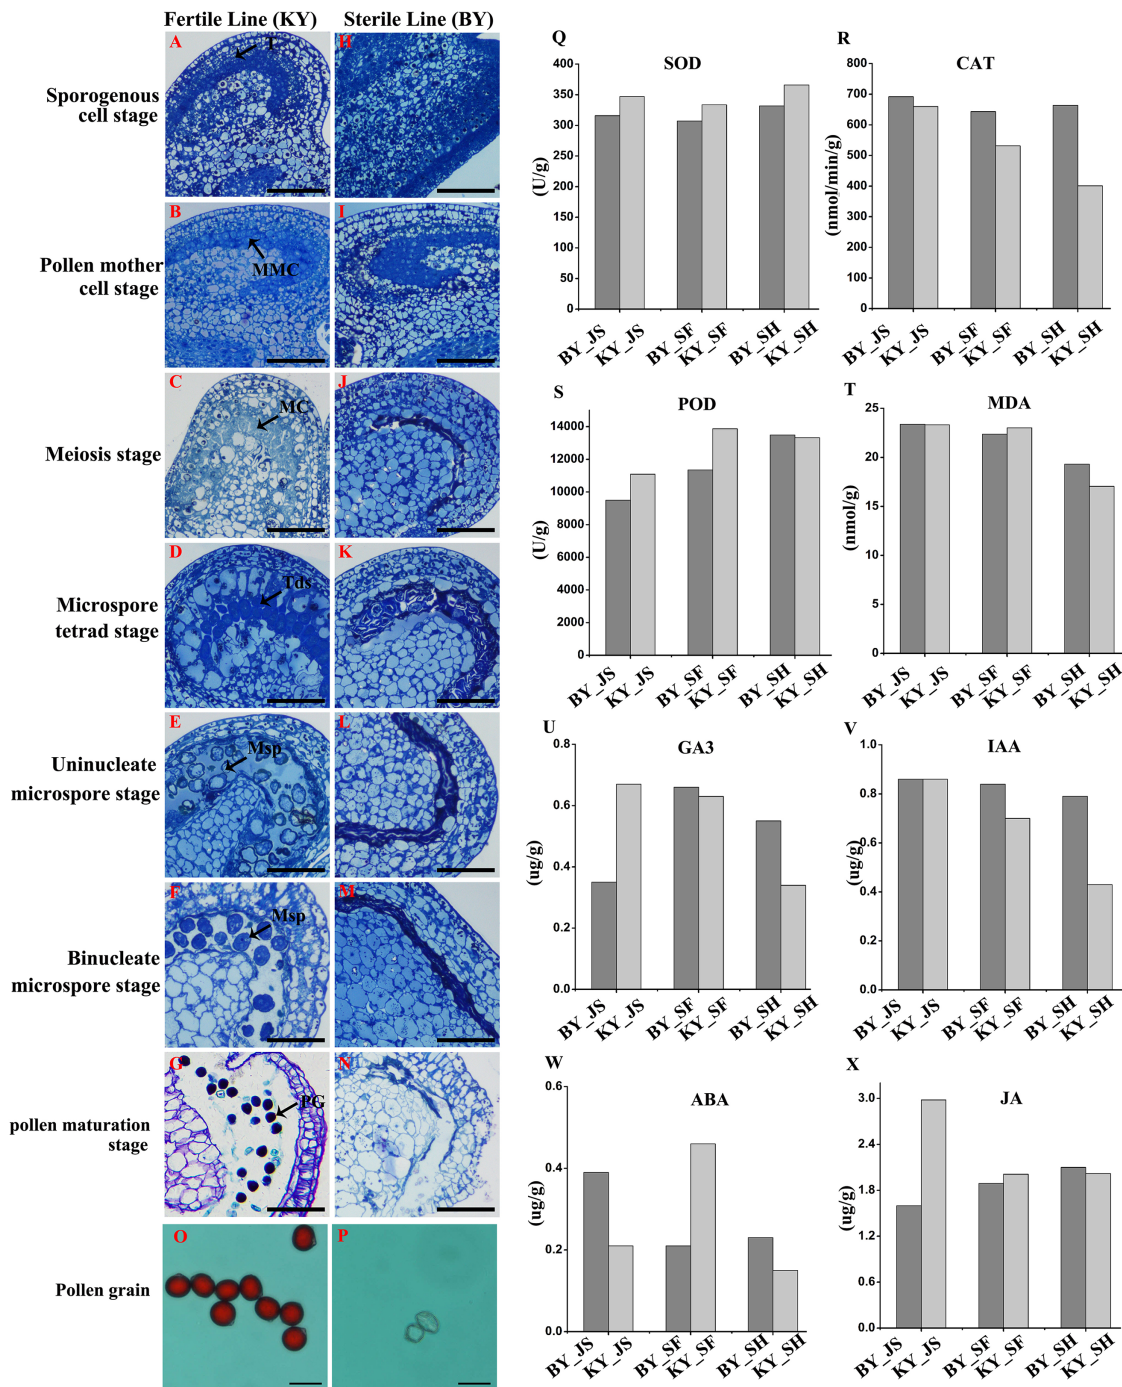 Fertile Line (KY)
Sterile Line (BY)
Sporogenous
cell stage
A
T
H
Pollen mother
cell stage
B
MMC
I
Meiosis stage
C
MC
J
Microspore
tetrad stage
D
Tds
K
Uninucleate
microspore stage
E
Msp
L
Binucleate
microspore stage
F
Msp
M
pollen maturation
stage
G
PG
N
Pollen grain
O
P
Q
SOD
(U/g)
400
350
300
250
200
150
100
50
0
BY_JS
KY_JS
BY_SF
KY_SF
BY_SH
KY_SH
R
CAT
(nmol/min/g)
800
700
600
500
400
300
200
100
0
BY_JS
KY_JS
BY_SF
KY_SF
BY_SH
KY_SH
S
POD
(U/g)
14000
12000
10000
8000
6000
4000
2000
0
BY_JS
KY_JS
BY_SF
KY_SF
BY_SH
KY_SH
T
MDA
(nmol/g)
25
20
15
10
5
0
BY_JS
KY_JS
BY_SF
KY_SF
BY_SH
KY_SH
U
GA3
(ug/g)
0.8
0.6
0.4
0.2
0.0
BY_JS
KY_JS
BY_SF
KY_SF
BY_SH
KY_SH
V
IAA
(ug/g)
1.0
0.8
0.6
0.4
0.2
0.0
BY_JS
KY_JS
BY_SF
KY_SF
BY_SH
KY_SH
W
ABA
(ug/g)
0.6
0.4
0.2
0.0
BY_JS
KY_JS
BY_SF
KY_SF
BY_SH
KY_SH
X
JA
(ug/g)
3.0
2.4
1.8
1.2
0.6
0.0
BY_JS
KY_JS
BY_SF
KY_SF
BY_SH
KY_SH